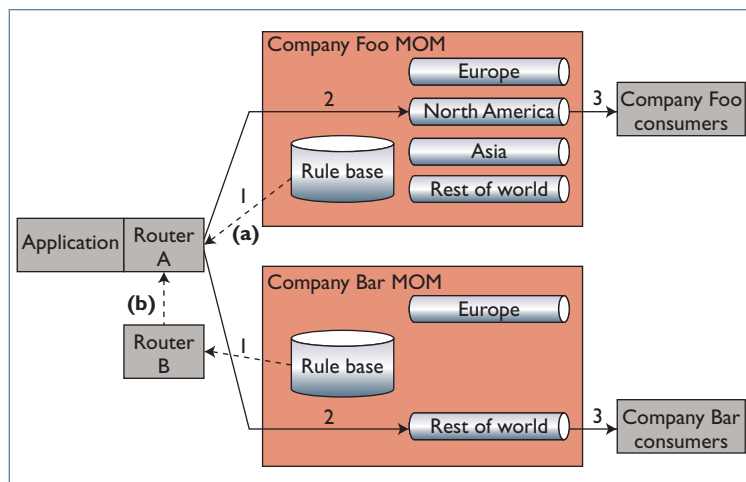 Company Foo MOM
Europe
2
North America
3
Company Foo
consumers
Asia
Rule base
Rest of world
1
(a)
Application
Router
A
Company Bar MOM
(b)
Europe
Router
B
1
Rule base
2
Rest of world
3
Company Bar
consumers